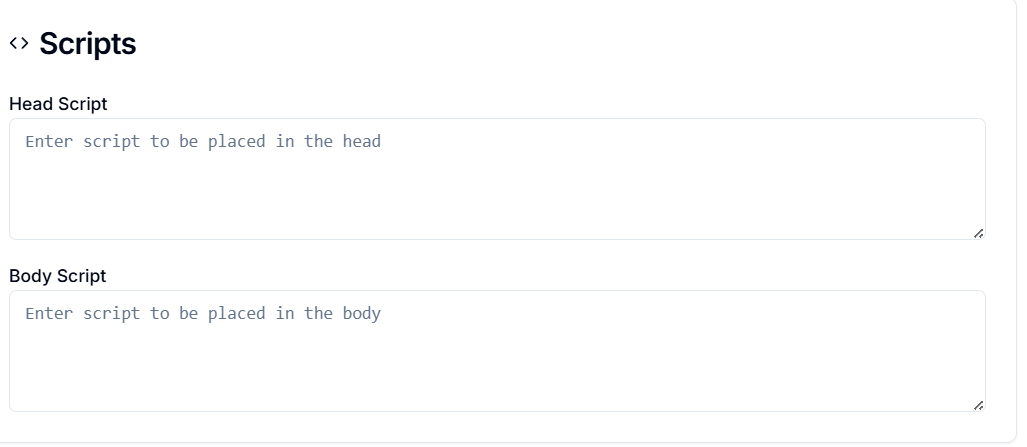 Scripts
Head Script
Enter script to be placed in the head
Body Script
Enter script to be placed in the body